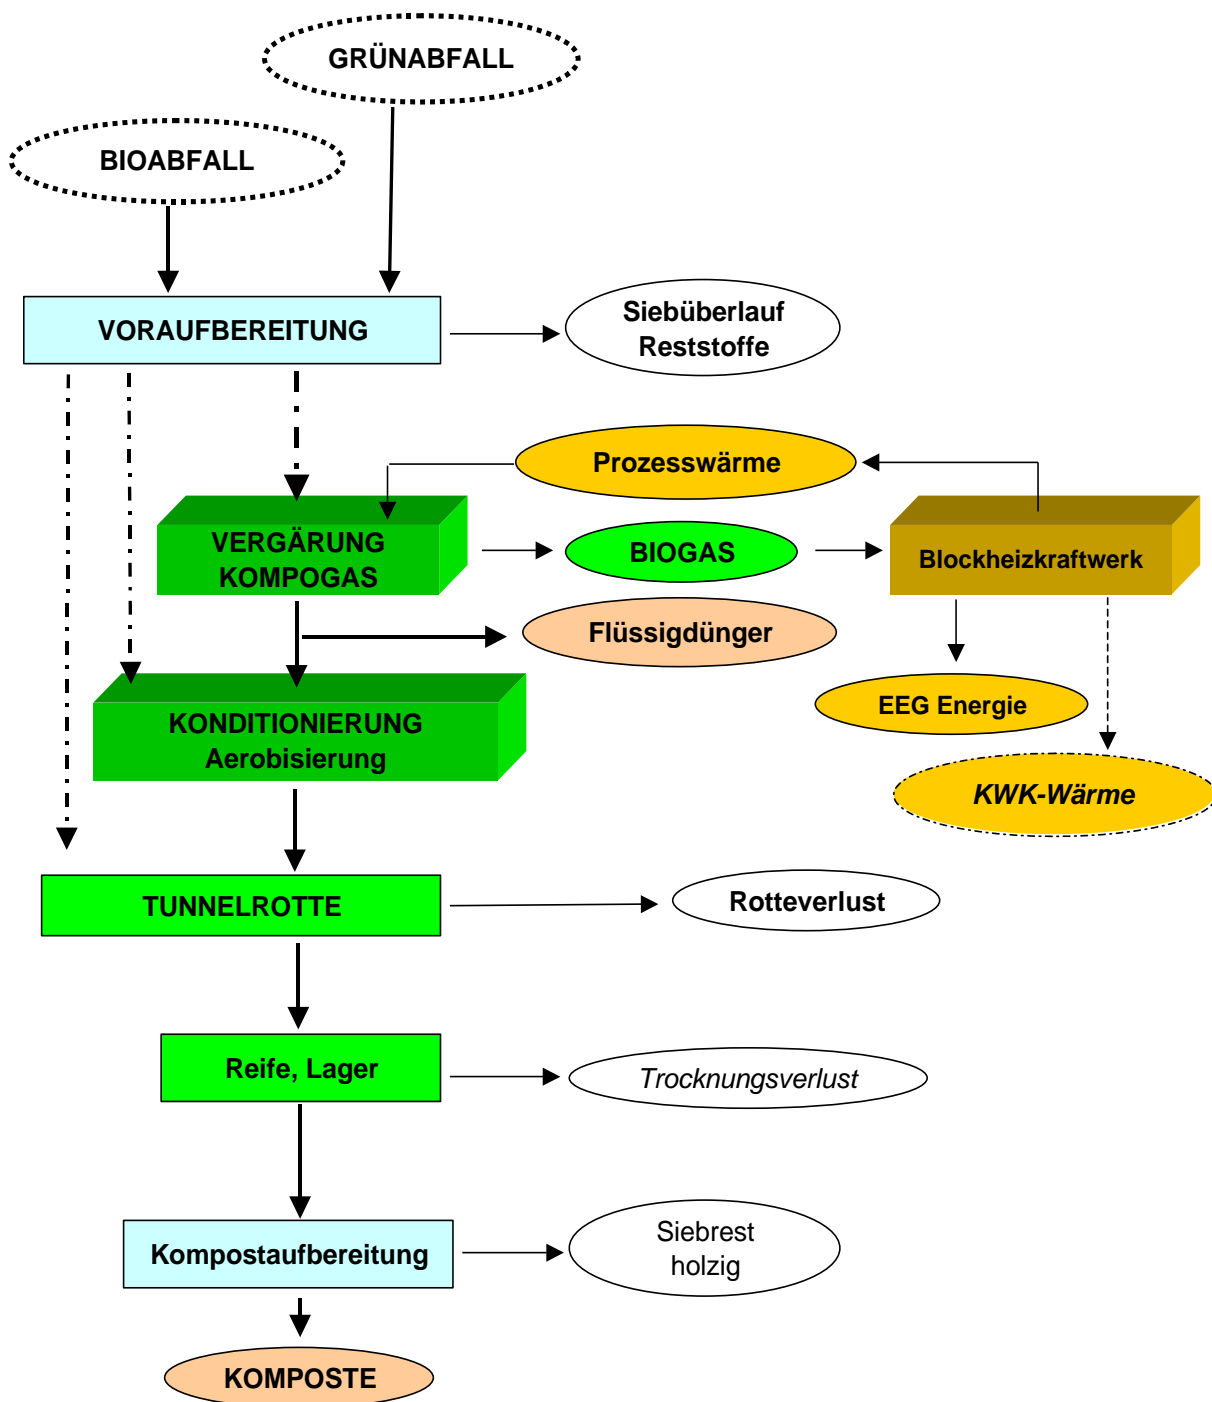 GRÜNABFALL
BIOABFALL
VORAUFBEREITUNG
Siebüberlauf
Reststoffe
Prozesswärme
VERGÄRUNG
KOMPOGAS
BIOGAS
Blockheizkraftwerk
Flüssigdünger
EEG Energie
KONDITIONIERUNG
Aerobisierung
KWK-Wärme
TUNNELROTTE
Rotteverlust
Reife, Lager
Trocknungsverlust
Kompostaufbereitung
Siebrest
holzig
KOMPOSTE